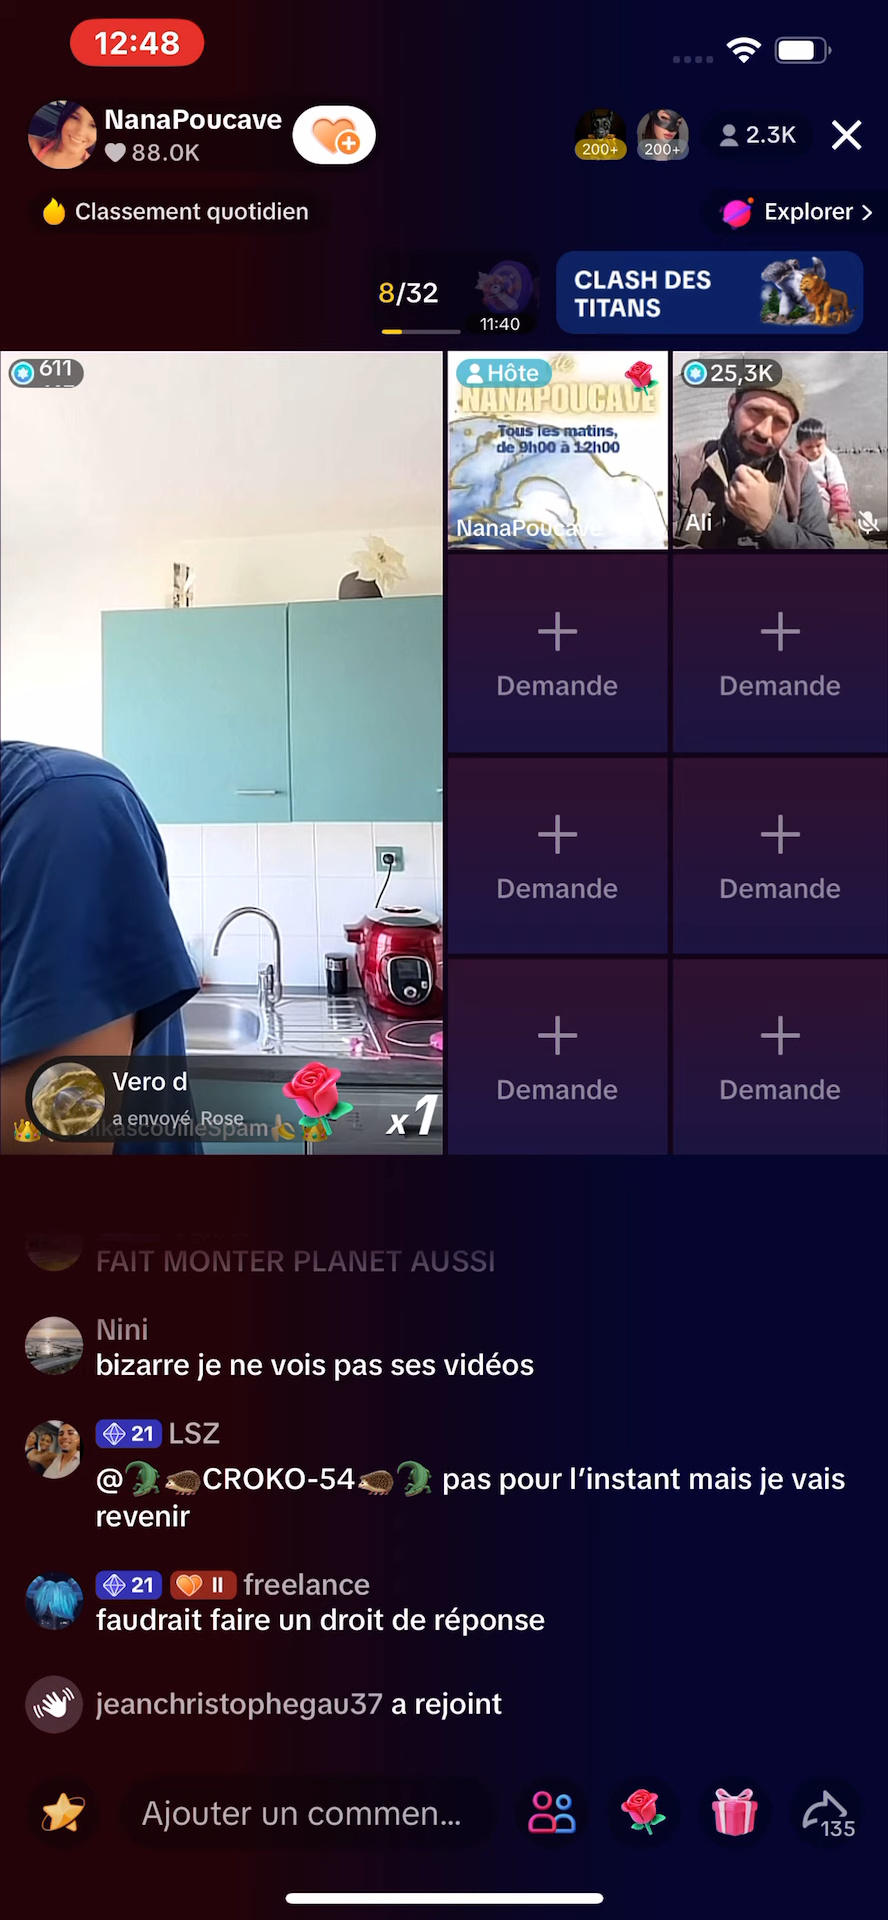 12:48
NanaPoucave
88.0K
200+
200+
2.3K
Classement quotidien
Explorer >
8/32
11:40
CLASH DES
TITANS
611
Hôte
NANAPOUCAVE
Tous les matins,
de 9h00 à 12h00
NanaPoucave
25,3K
Ali
Demande
Demande
Demande
Demande
Demande
Demande
Vero d
a envoyé Rose
x1
FAIT MONTER PLANET AUSSI
Nini
bizarre je ne vois pas ses vidéos
21 LSZ
@🐊🦔CROKO-54🦔🐊 pas pour l’instant mais je vais
revenir
21 II freelance
faudrait faire un droit de réponse
jeanchristophegau37 a rejoint
Ajouter un commen...
135